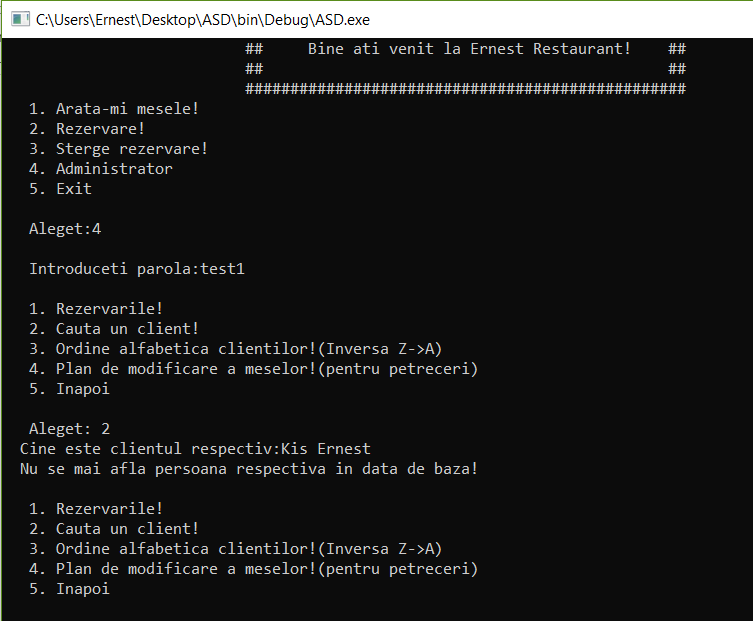 C:\Users\Ernest\Desktop\ASD\bin\Debug\ASD.exe
## Bine ati venit la Ernest Restaurant! ##
## ##
#################################################
1. Arata-mi mesele!
2. Rezervare!
3. Sterge rezervare!
4. Administrator
5. Exit
Aleget:4
Introduceti parola:test1
1. Rezervarile!
2. Cauta un client!
3. Ordine alfabetica clientilor!(Inversa Z->A)
4. Plan de modificare a meselor!(pentru petreceri)
5. Inapoi
Aleget: 2
Cine este clientul respectiv:Kis Ernest
Nu se mai afla persoana respectiva in data de baza!
1. Rezervarile!
2. Cauta un client!
3. Ordine alfabetica clientilor!(Inversa Z->A)
4. Plan de modificare a meselor!(pentru petreceri)
5. Inapoi